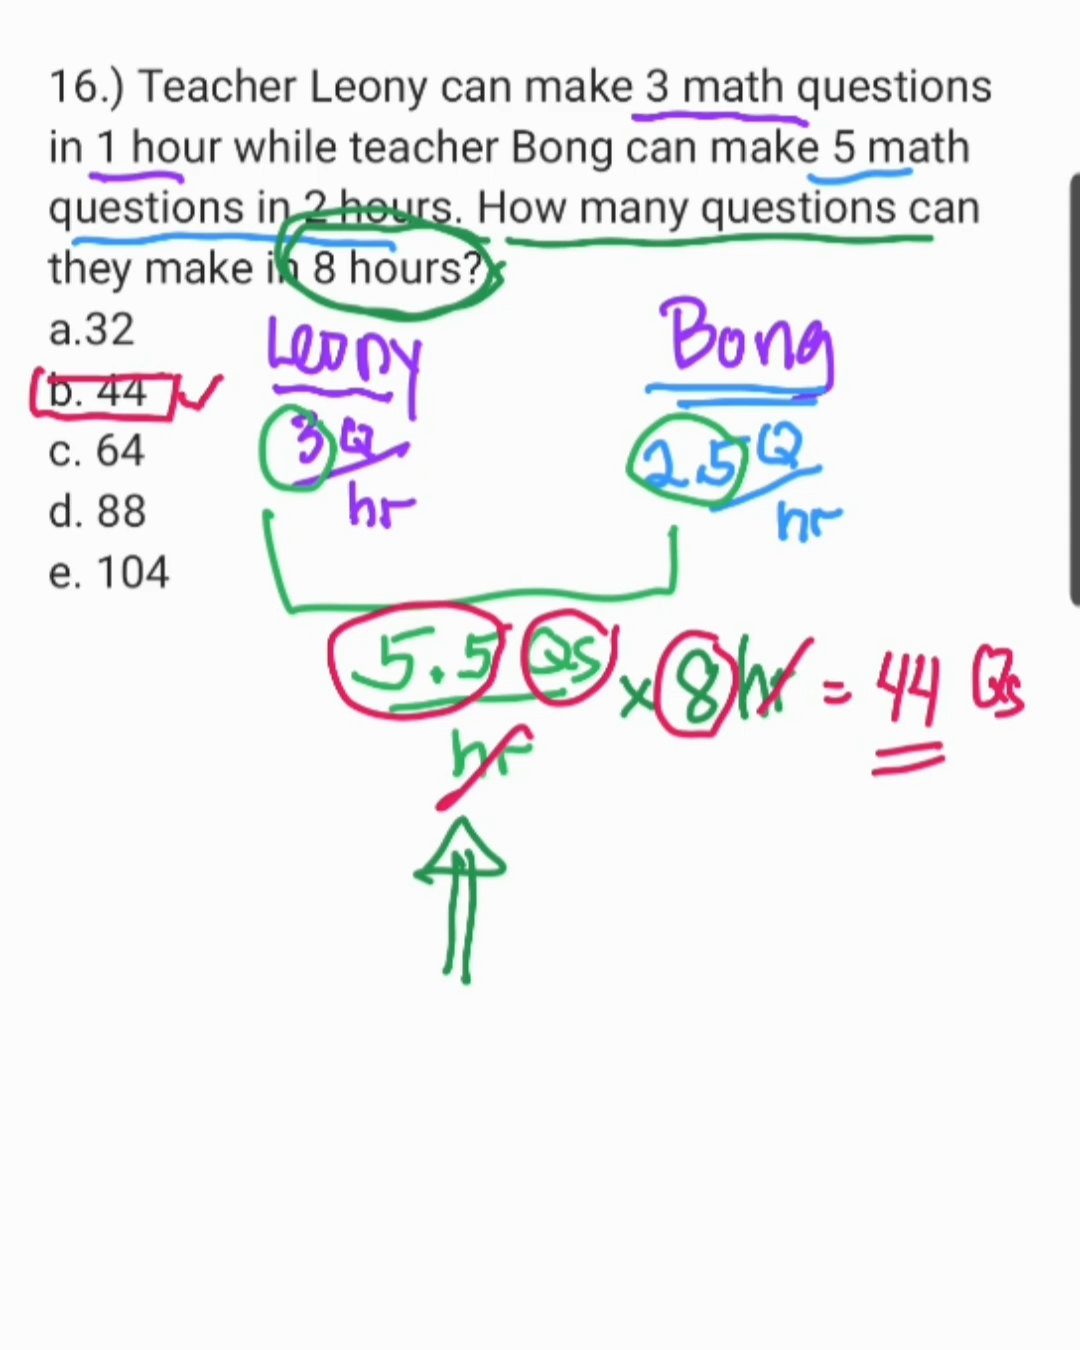 16.) Teacher Leony can make 3 math questions
in 1 hour while teacher Bong can make 5 math
questions in 2 hours. How many questions can
they make in 8 hours?
a.32
b. 44
c. 64
d. 88
e. 104
Leony Bong
3 Q 2.5 Q
hr hr
5.5 Qs x 8 hr = 44 Qs
hr